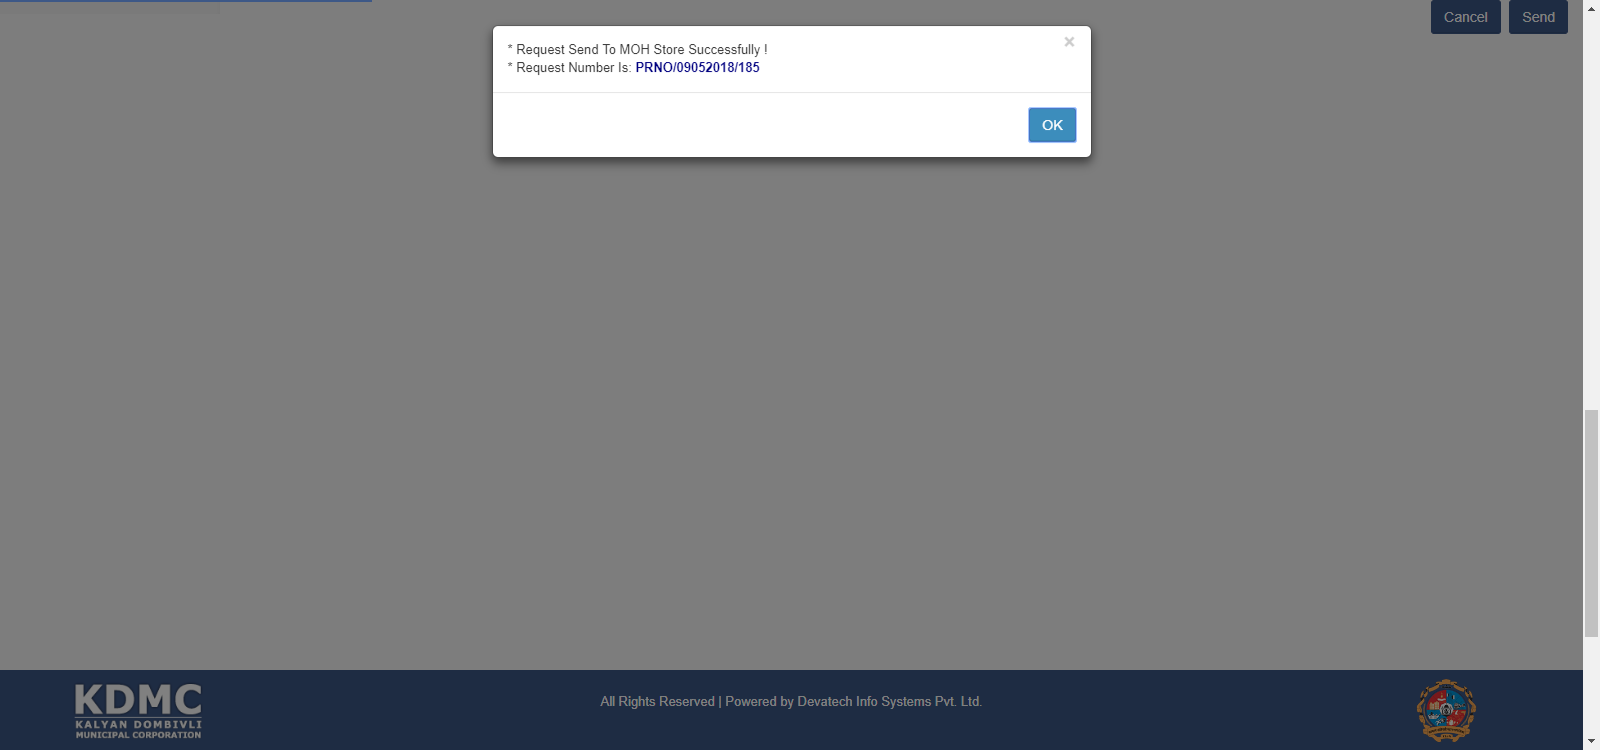 Cancel
Send
×
* Request Send To MOH Store Successfully !
* Request Number Is: PRNO/09052018/185
OK
KDMC
KALYAN DOMBIVLI
MUNICIPAL CORPORATION
All Rights Reserved | Powered by Devatech Info Systems Pvt. Ltd.